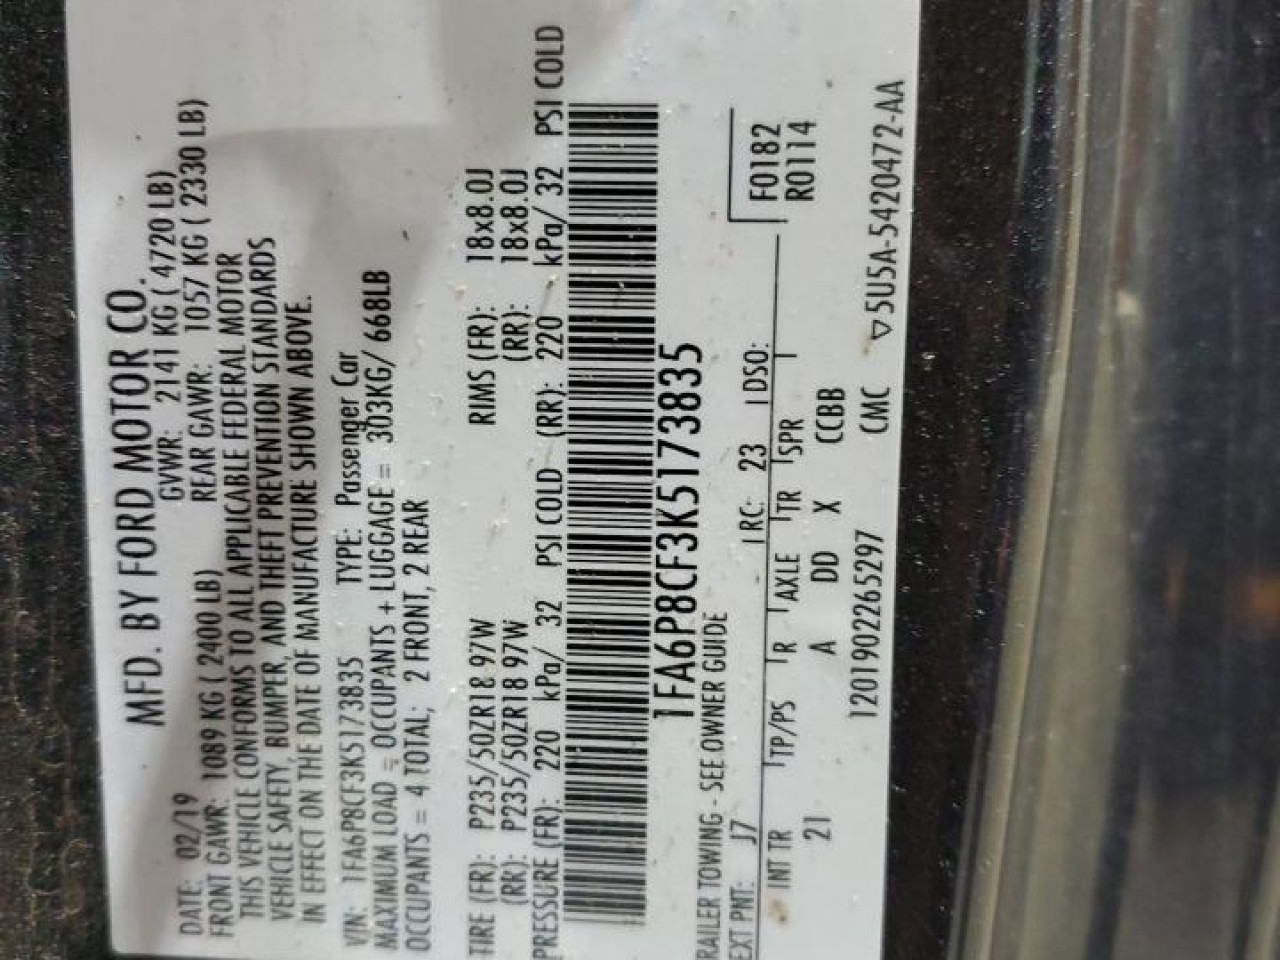 MFD. BY FORD MOTOR CO.
DATE: 02/19 GVWR: 2141 KG ( 4720 LB)
FRONT GAWR: 1089 KG ( 2400 LB) REAR GAWR: 1057 KG ( 2330 LB)
THIS VEHICLE CONFORMS TO ALL APPLICABLE FEDERAL MOTOR
VEHICLE SAFETY, BUMPER, AND THEFT PREVENTION STANDARDS
IN EFFECT ON THE DATE OF MANUFACTURE SHOWN ABOVE.
VIN: 1FA6P8CF3K5173835 TYPE: Passenger Car
MAXIMUM LOAD = OCCUPANTS + LUGGAGE = 303KG/ 668LB
OCCUPANTS = 4 TOTAL, 2 FRONT, 2 REAR
TIRE (FR): P235/50ZR18 97W RIMS (FR): 18x8.0J
(RR): P235/50ZR18 97W (RR): 18x8.0J
PRESSURE (FR): 220 kPa/ 32 PSI COLD (RR): 220 kPa/ 32 PSI COLD
1FA6P8CF3K5173835
RAILER TOWING - SEE OWNER GUIDE
F0182
R0114
EXT PNT: J7 RC: 23 DSO:
INT TR TP/PS R AXLE TR SPR
21 A DD X CCBB
1201902265297 CMC ▽5U5A-5420472-AA